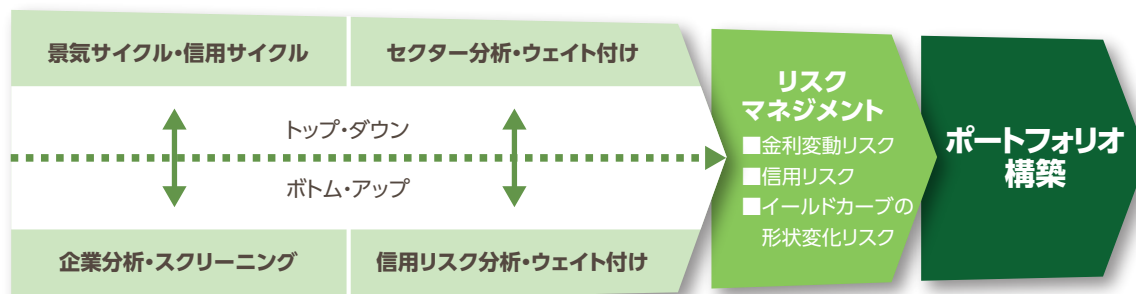 景気サイクル・信用サイクル
セクター分析・ウェイト付け
トップ・ダウン
ボトム・アップ
企業分析・スクリーニング
信用リスク分析・ウェイト付け
リスク
マネジメント
■金利変動リスク
■信用リスク
■イールドカーブの
形状変化リスク
ポートフォリオ
構築